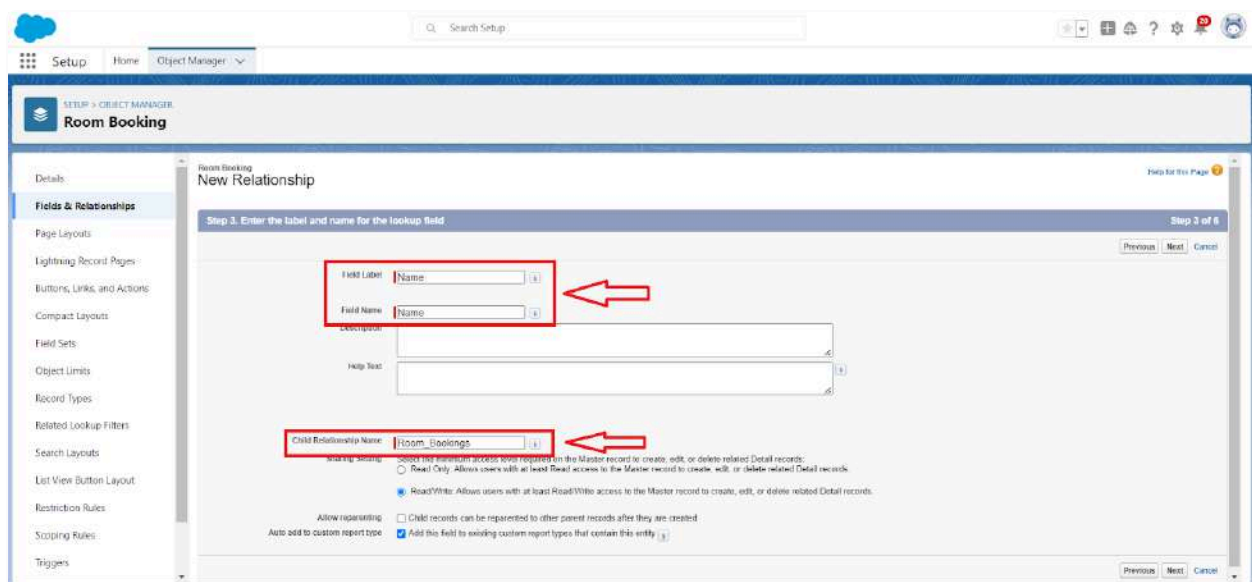 Search Setup
20
Setup Home Object Manager
SETUP > OBJECT MANAGER
Room Booking
Details
Fields & Relationships
Page Layouts
Lightning Record Pages
Buttons, Links, and Actions
Compact Layouts
Field Sets
Object Limits
Record Types
Related Lookup Filters
Search Layouts
List View Button Layout
Restriction Rules
Scoping Rules
Triggers
Room Booking
New Relationship
Help for this Page
Step 3. Enter the label and name for the lookup field Step 3 of 6
Previous Next Cancel
Field Label Name
Field Name Name
Description
Help Text
Child Relationship Name Room_Bookings
Sharing Setting Select the minimum access level required on the Master record to create, edit, or delete related Detail records:
Read Only: Allows users with at least Read access to the Master record to create, edit, or delete related Detail records.
Read/Write: Allows users with at least Read/Write access to the Master record to create, edit, or delete related Detail records.
Allow reparenting Child records can be reparented to other parent records after they are created
Auto add to custom report type Add this field to existing custom report types that contain this entity
Previous Next Cancel